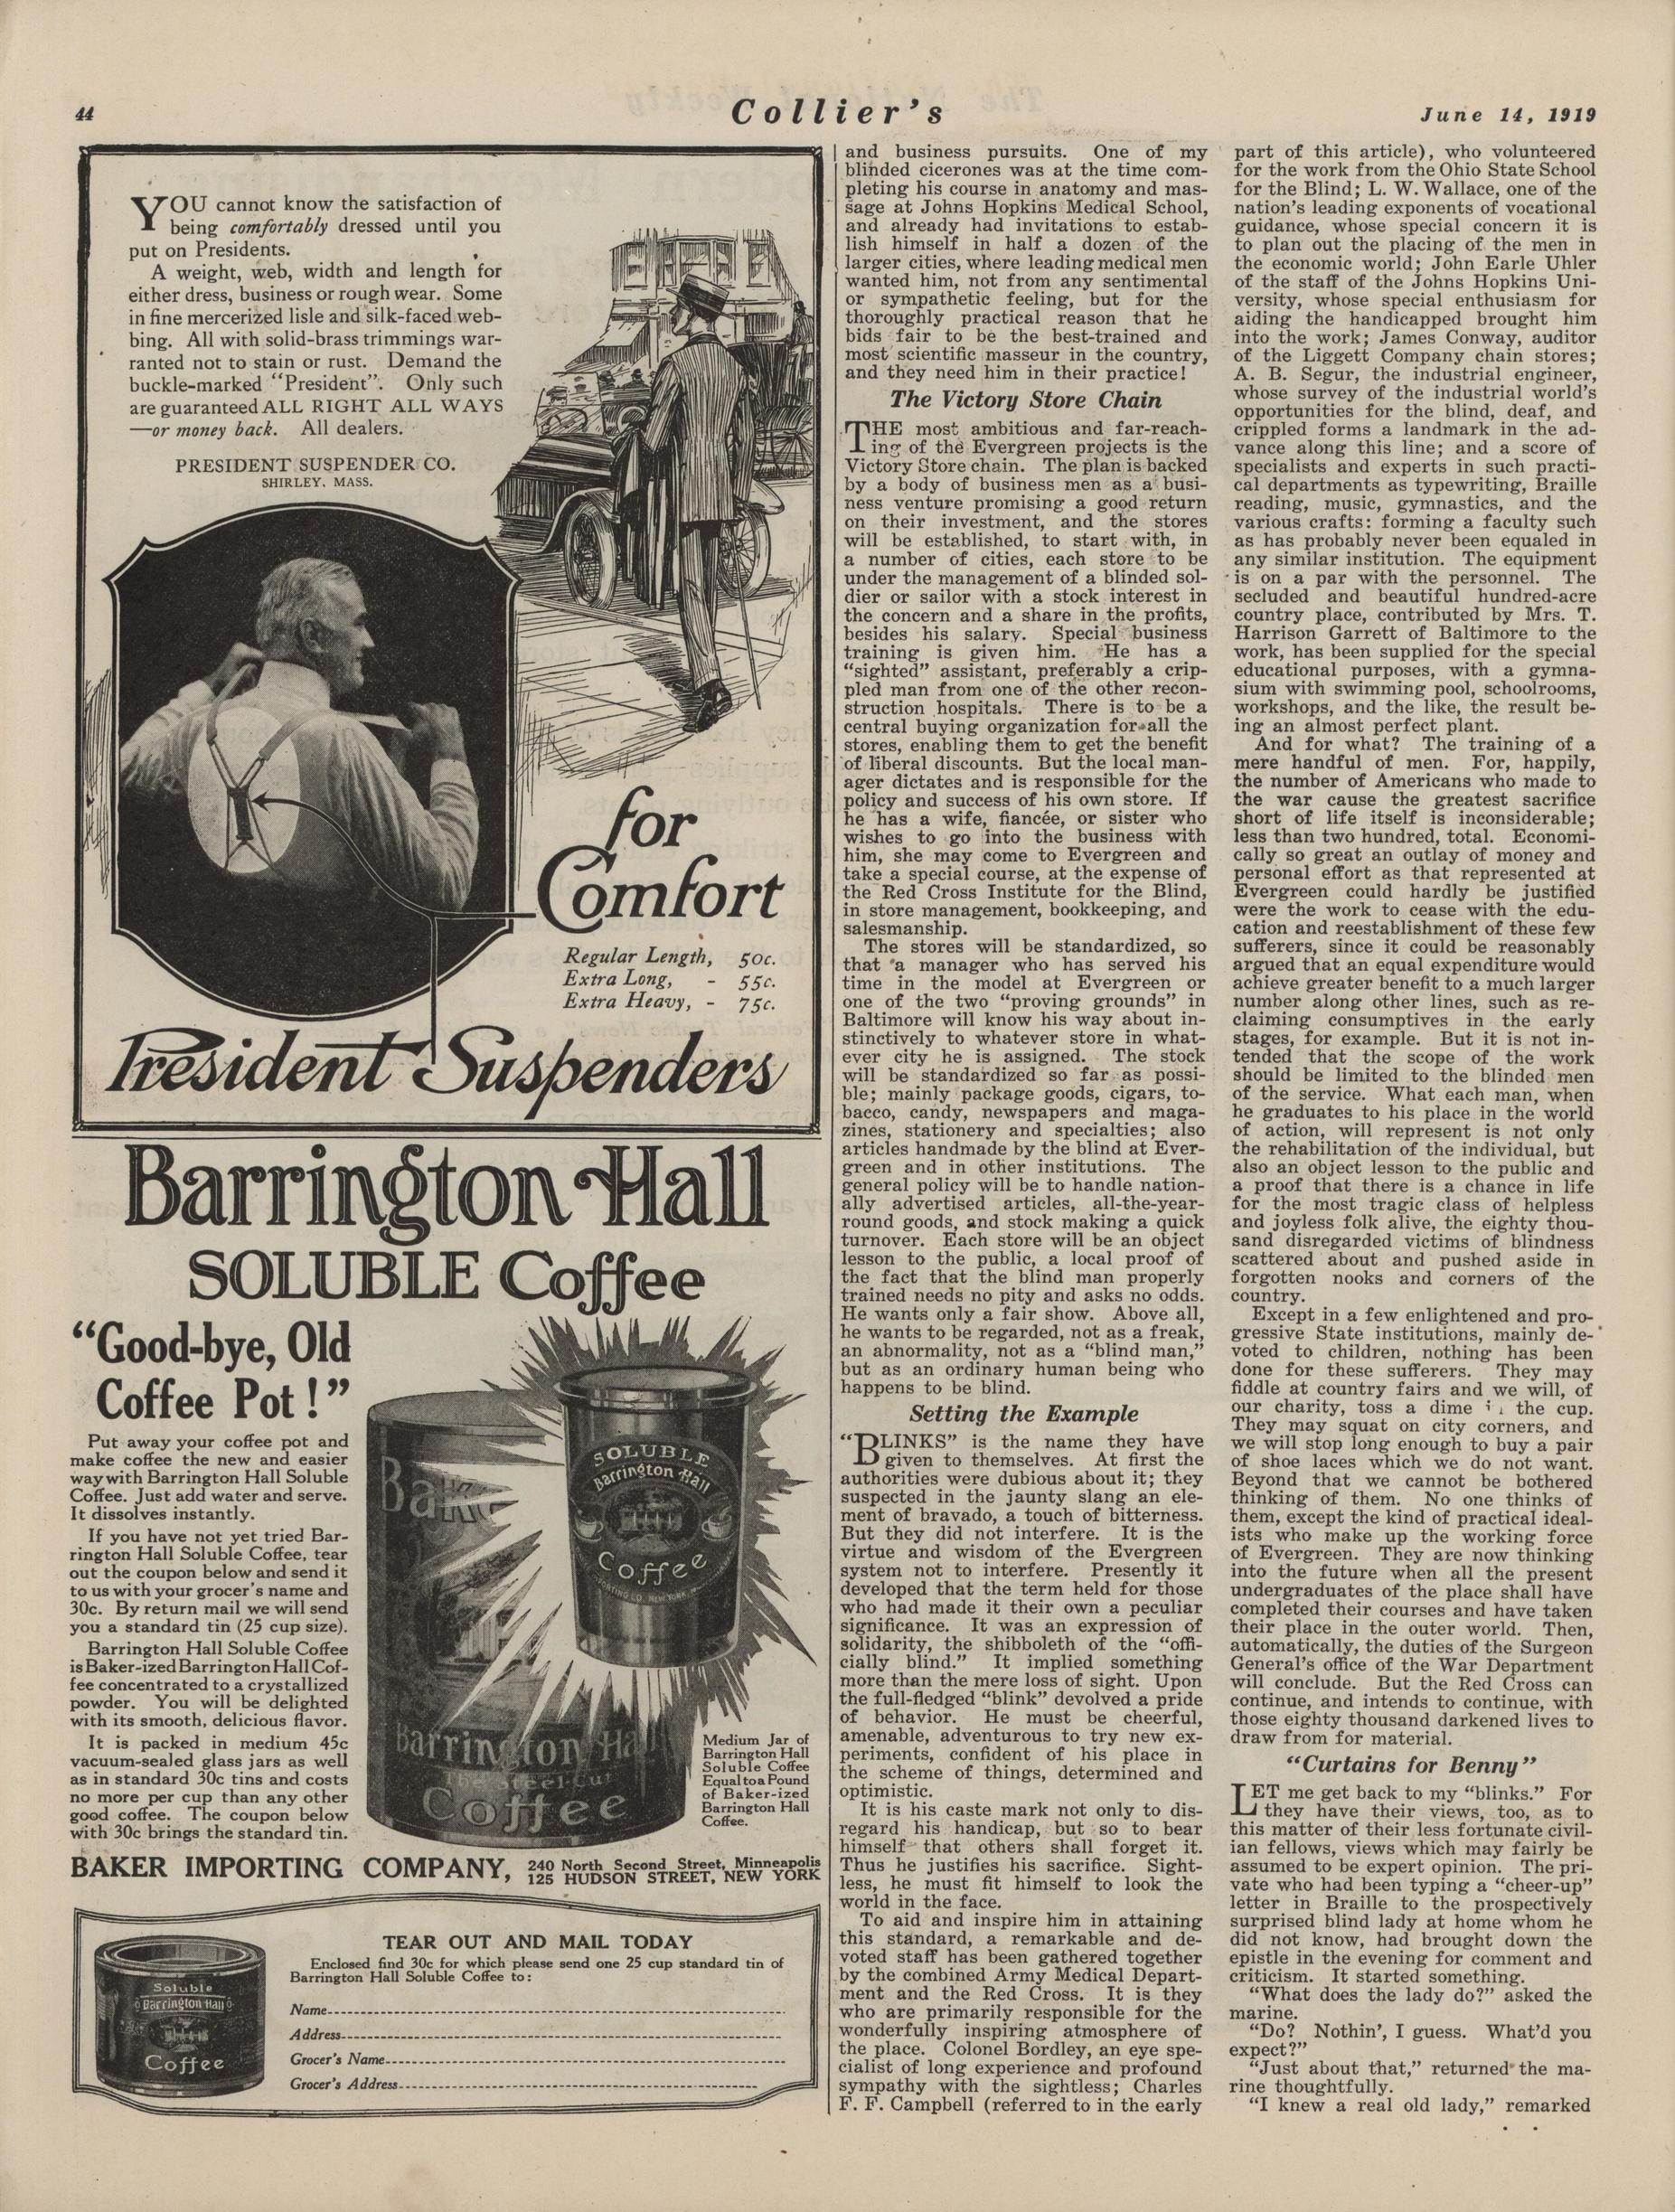 44
Collier's
June 14, 1919
YOU cannot know the satisfaction of
being comfortably dressed until you
put on Presidents.
A weight, web, width and length for
either dress, business or rough wear. Some
in fine mercerized lisle and silk-faced web-
bing. All with solid-brass trimmings war-
ranted not to stain or rust. Demand the
buckle-marked "President". Only such
are guaranteed ALL RIGHT ALL WAYS
—or money back. All dealers.
PRESIDENT SUSPENDER CO.
SHIRLEY, MASS.
for
Comfort
Regular Length, 50c.
Extra Long, - 55c.
Extra Heavy, - 75c.
President Suspenders
Barrington Hall
SOLUBLE Coffee
"Good-bye, Old
Coffee Pot!"
Put away your coffee pot and
make coffee the new and easier
way with Barrington Hall Soluble
Coffee. Just add water and serve.
It dissolves instantly.
If you have not yet tried Bar-
rington Hall Soluble Coffee, tear
out the coupon below and send it
to us with your grocer's name and
30c. By return mail we will send
you a standard tin (25 cup size).
Barrington Hall Soluble Coffee
is Baker-ized Barrington Hall Cof-
fee concentrated to a crystallized
powder. You will be delighted
with its smooth, delicious flavor.
It is packed in medium 45c
vacuum-sealed glass jars as well
as in standard 30c tins and costs
no more per cup than any other
good coffee. The coupon below
with 30c brings the standard tin.
SOLUBLE
Barrington Hall
Coffee
Bake
Barrington Hall
The Steel-Cut
Coffee
Medium Jar of
Barrington Hall
Soluble Coffee
Equal to a Pound
of Baker-ized
Barrington Hall
Coffee.
BAKER IMPORTING COMPANY, 240 North Second Street, Minneapolis
125 HUDSON STREET, NEW YORK
Soluble
Barrington Hall
Coffee
TEAR OUT AND MAIL TODAY
Enclosed find 30c for which please send one 25 cup standard tin of
Barrington Hall Soluble Coffee to:
Name
Address
Grocer's Name
Grocer's Address
and business pursuits. One of my
blinded cicerones was at the time com-
pleting his course in anatomy and mas-
sage at Johns Hopkins Medical School,
and already had invitations to estab-
lish himself in half a dozen of the
larger cities, where leading medical men
wanted him, not from any sentimental
or sympathetic feeling, but for the
thoroughly practical reason that he
bids fair to be the best-trained and
most scientific masseur in the country,
and they need him in their practice!
The Victory Store Chain
THE most ambitious and far-reach-
ing of the Evergreen projects is the
Victory Store chain. The plan is backed
by a body of business men as a busi-
ness venture promising a good return
on their investment, and the stores
will be established, to start with, in
a number of cities, each store to be
under the management of a blinded sol-
dier or sailor with a stock interest in
the concern and a share in the profits,
besides his salary. Special business
training is given him. He has a
"sighted" assistant, preferably a crip-
pled man from one of the other recon-
struction hospitals. There is to be a
central buying organization for all the
stores, enabling them to get the benefit
of liberal discounts. But the local man-
ager dictates and is responsible for the
policy and success of his own store. If
he has a wife, fiancée, or sister who
wishes to go into the business with
him, she may come to Evergreen and
take a special course, at the expense of
the Red Cross Institute for the Blind,
in store management, bookkeeping, and
salesmanship.
The stores will be standardized, so
that a manager who has served his
time in the model at Evergreen or
one of the two "proving grounds" in
Baltimore will know his way about in-
stinctively to whatever store in what-
ever city he is assigned. The stock
will be standardized so far as possi-
ble; mainly package goods, cigars, to-
bacco, candy, newspapers and maga-
zines, stationery and specialties; also
articles handmade by the blind at Ever-
green and in other institutions. The
general policy will be to handle nation-
ally advertised articles, all-the-year-
round goods, and stock making a quick
turnover. Each store will be an object
lesson to the public, a local proof of
the fact that the blind man properly
trained needs no pity and asks no odds.
He wants only a fair show. Above all,
he wants to be regarded, not as a freak,
an abnormality, not as a "blind man,"
but as an ordinary human being who
happens to be blind.
Setting the Example
"BLINKS" is the name they have
given to themselves. At first the
authorities were dubious about it; they
suspected in the jaunty slang an ele-
ment of bravado, a touch of bitterness.
But they did not interfere. It is the
virtue and wisdom of the Evergreen
system not to interfere. Presently it
developed that the term held for those
who had made it their own a peculiar
significance. It was an expression of
solidarity, the shibboleth of the "offi-
cially blind." It implied something
more than the mere loss of sight. Upon
the full-fledged "blink" devolved a pride
of behavior. He must be cheerful,
amenable, adventurous to try new ex-
periments, confident of his place in
the scheme of things, determined and
optimistic.
It is his caste mark not only to dis-
regard his handicap, but so to bear
himself that others shall forget it.
Thus he justifies his sacrifice. Sight-
less, he must fit himself to look the
world in the face.
To aid and inspire him in attaining
this standard, a remarkable and de-
voted staff has been gathered together
by the combined Army Medical Depart-
ment and the Red Cross. It is they
who are primarily responsible for the
wonderfully inspiring atmosphere of
the place. Colonel Bordley, an eye spe-
cialist of long experience and profound
sympathy with the sightless; Charles
F. F. Campbell (referred to in the early
part of this article), who volunteered
for the work from the Ohio State School
for the Blind; L. W. Wallace, one of the
nation's leading exponents of vocational
guidance, whose special concern it is
to plan out the placing of the men in
the economic world; John Earle Uhler
of the staff of the Johns Hopkins Uni-
versity, whose special enthusiasm for
aiding the handicapped brought him
into the work; James Conway, auditor
of the Liggett Company chain stores;
A. B. Segur, the industrial engineer,
whose survey of the industrial world's
opportunities for the blind, deaf, and
crippled forms a landmark in the ad-
vance along this line; and a score of
specialists and experts in such practi-
cal departments as typewriting, Braille
reading, music, gymnastics, and the
various crafts: forming a faculty such
as has probably never been equaled in
any similar institution. The equipment
is on a par with the personnel. The
secluded and beautiful hundred-acre
country place, contributed by Mrs. T.
Harrison Garrett of Baltimore to the
work, has been supplied for the special
educational purposes, with a gymna-
sium with swimming pool, schoolrooms,
workshops, and the like, the result be-
ing an almost perfect plant.
And for what? The training of a
mere handful of men. For, happily,
the number of Americans who made to
the war cause the greatest sacrifice
short of life itself is inconsiderable;
less than two hundred, total. Economi-
cally so great an outlay of money and
personal effort as that represented at
Evergreen could hardly be justified
were the work to cease with the edu-
cation and reestablishment of these few
sufferers, since it could be reasonably
argued that an equal expenditure would
achieve greater benefit to a much larger
number along other lines, such as re-
claiming consumptives in the early
stages, for example. But it is not in-
tended that the scope of the work
should be limited to the blinded men
of the service. What each man, when
he graduates to his place in the world
of action, will represent is not only
the rehabilitation of the individual, but
also an object lesson to the public and
a proof that there is a chance in life
for the most tragic class of helpless
and joyless folk alive, the eighty thou-
sand disregarded victims of blindness
scattered about and pushed aside in
forgotten nooks and corners of the
country.
Except in a few enlightened and pro-
gressive State institutions, mainly de-
voted to children, nothing has been
done for these sufferers. They may
fiddle at country fairs and we will, of
our charity, toss a dime the cup.
They may squat on city corners, and
we will stop long enough to buy a pair
of shoe laces which we do not want.
Beyond that we cannot be bothered
thinking of them. No one thinks of
them, except the kind of practical ideal-
ists who make up the working force
of Evergreen. They are now thinking
into the future when all the present
undergraduates of the place shall have
completed their courses and have taken
their place in the outer world. Then,
automatically, the duties of the Surgeon
General's office of the War Department
will conclude. But the Red Cross can
continue, and intends to continue, with
those eighty thousand darkened lives to
draw from for material.
"Curtains for Benny"
LET me get back to my "blinks." For
they have their views, too, as to
this matter of their less fortunate civil-
ian fellows, views which may fairly be
assumed to be expert opinion. The pri-
vate who had been typing a "cheer-up"
letter in Braille to the prospectively
surprised blind lady at home whom he
did not know, had brought down the
epistle in the evening for comment and
criticism. It started something.
"What does the lady do?" asked the
marine.
"Do? Nothin', I guess. What'd you
expect?"
"Just about that," returned the ma-
rine thoughtfully.
"I knew a real old lady," remarked